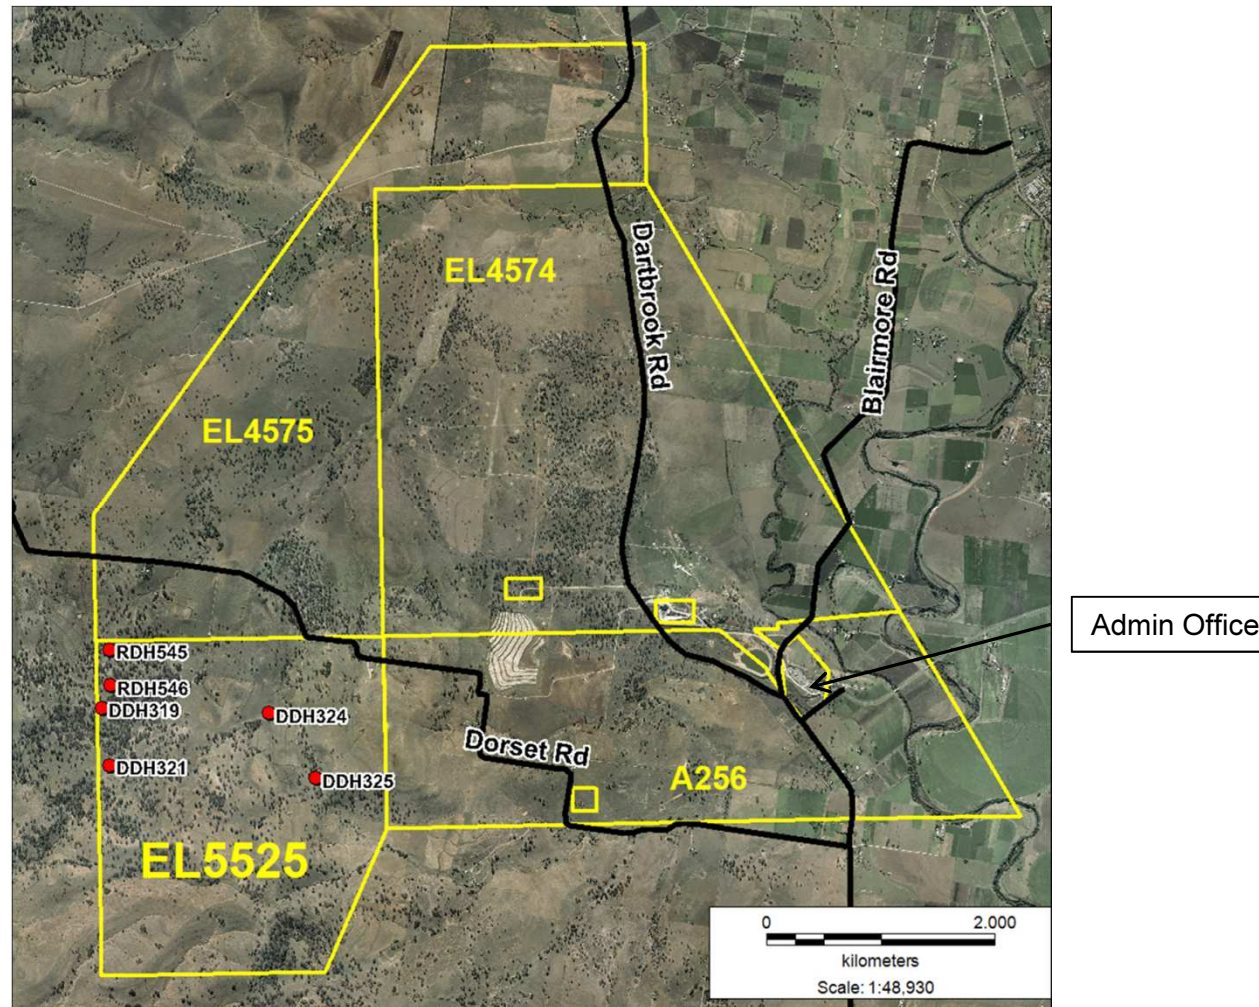 EL4574
Dartbrook Rd
Blairmore Rd
EL4575
Admin Office
RDH545
RDH546
DDH319
DDH324
DDH321
DDH325
Dorset Rd
A256
EL5525
0 2.000
kilometers
Scale: 1:48,930